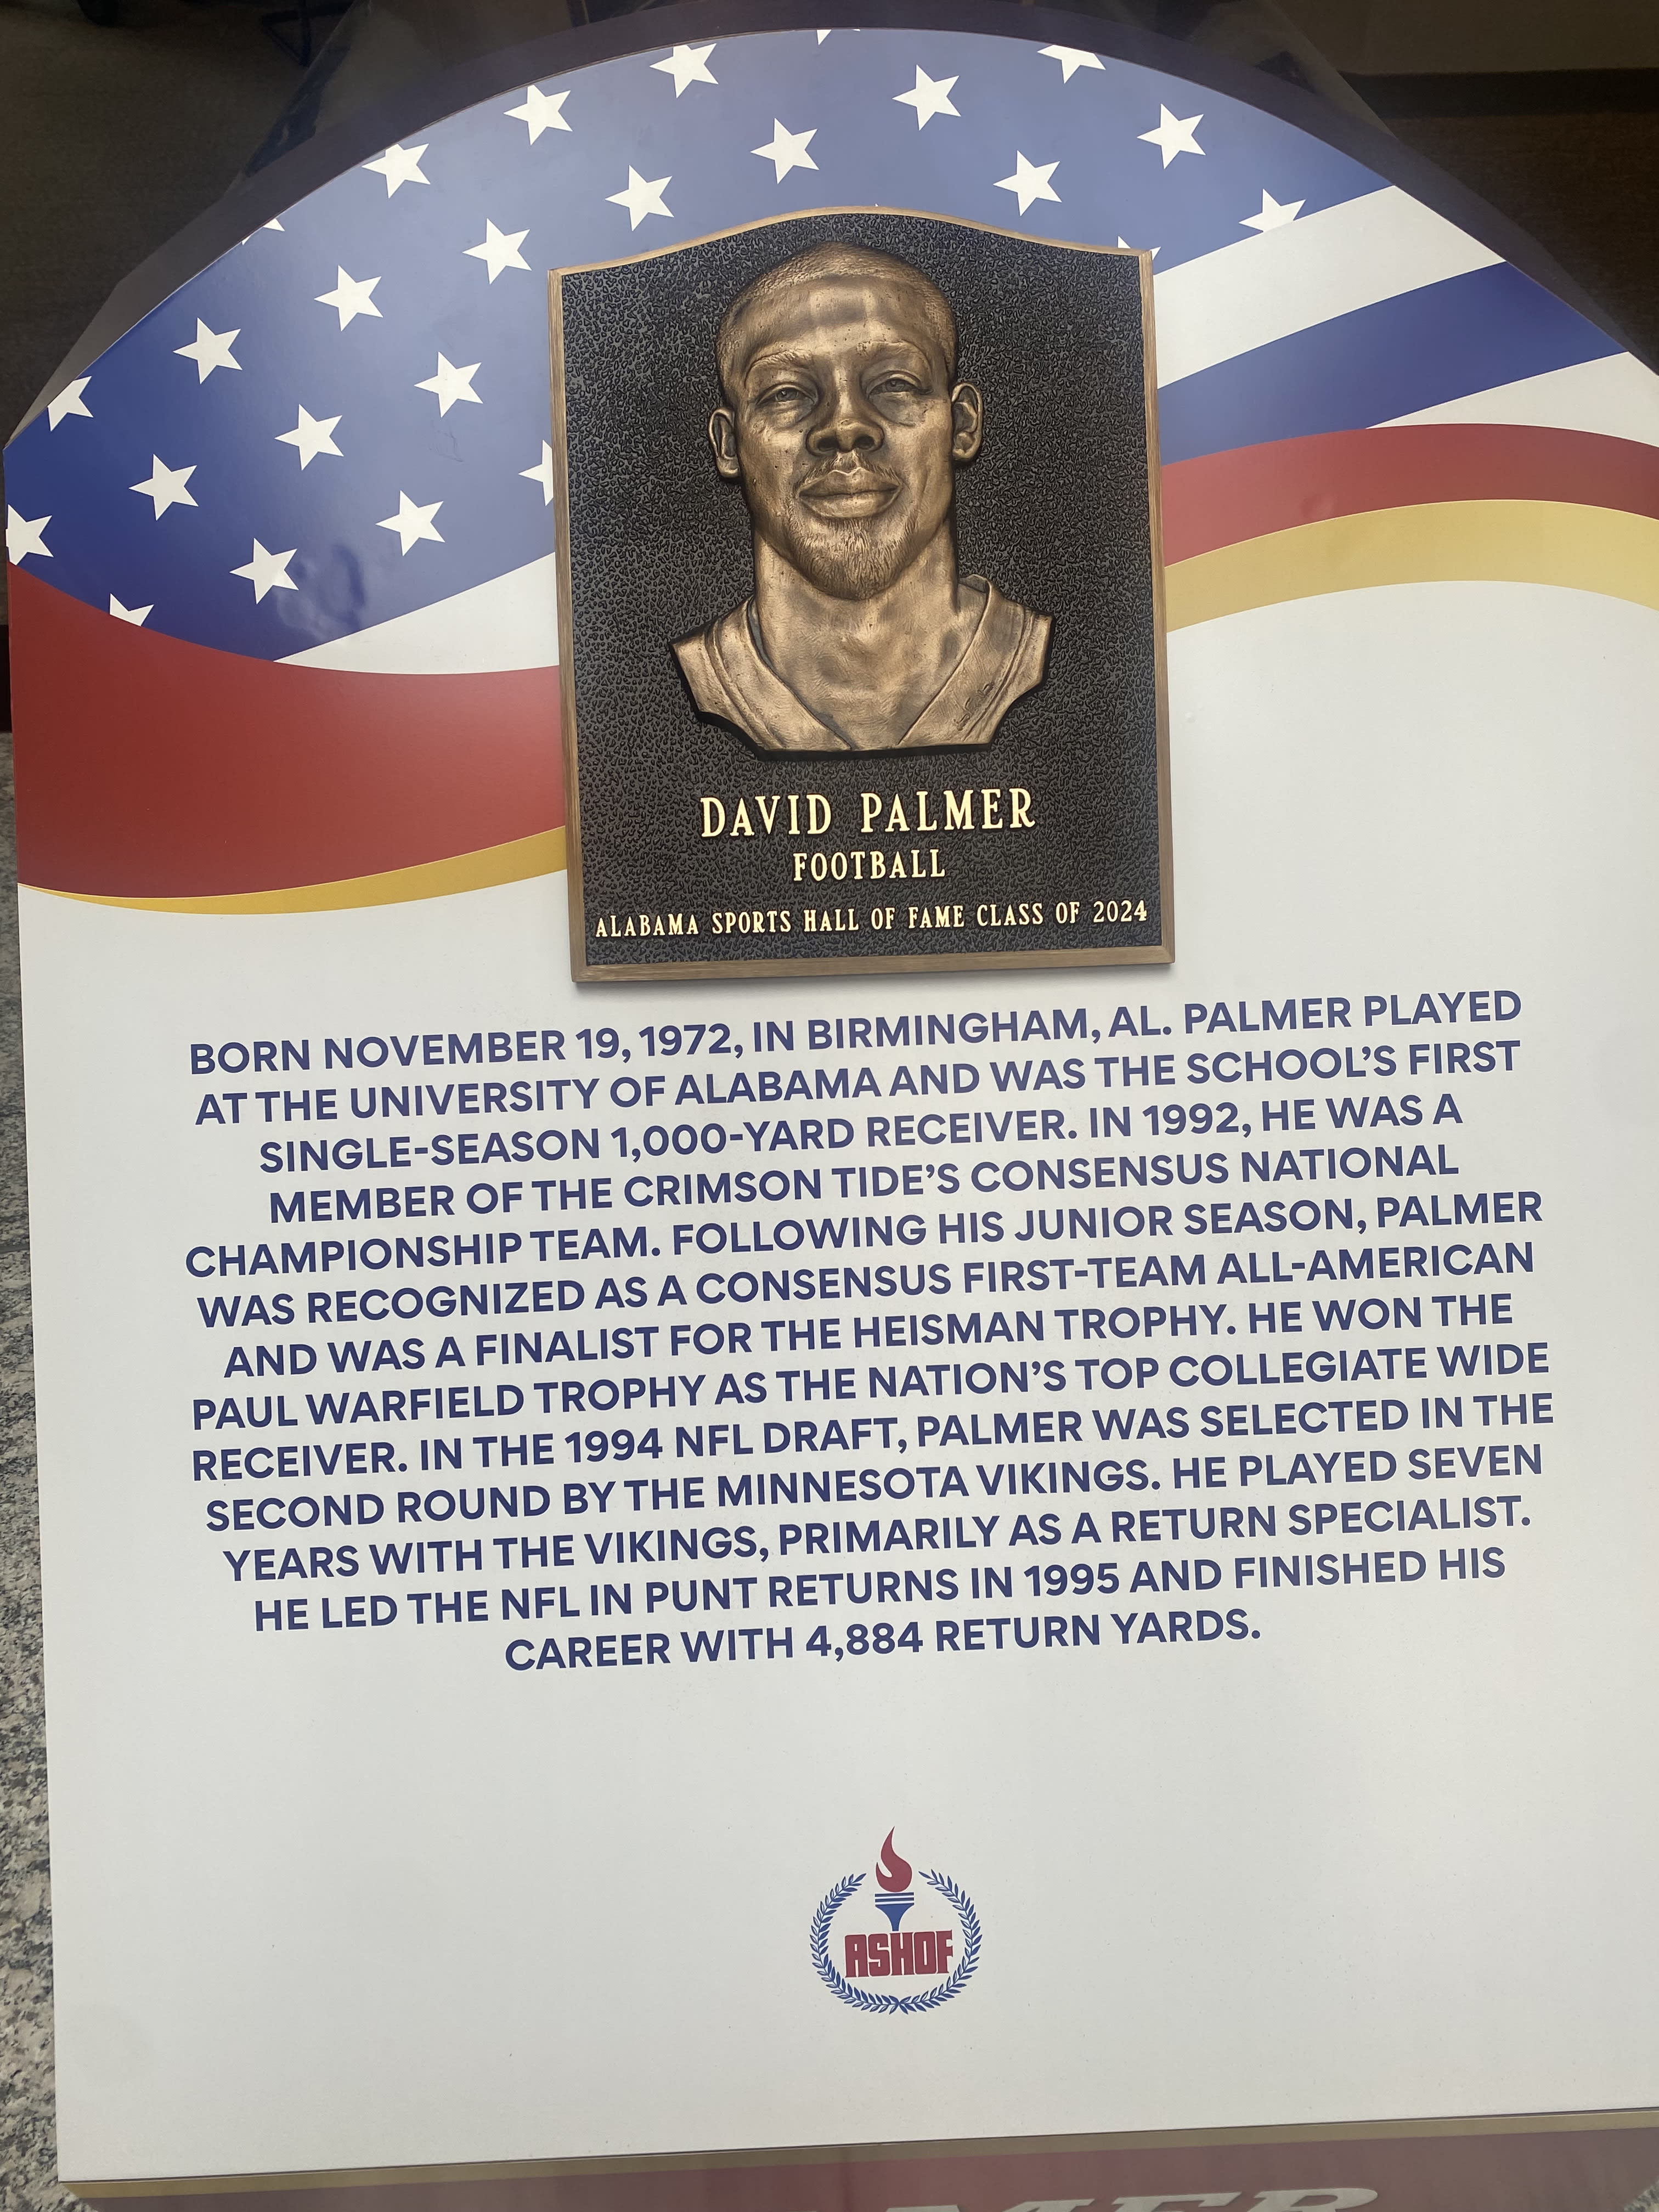 DAVID PALMER
FOOTBALL
ALABAMA SPORTS HALL OF FAME CLASS OF 2024
BORN NOVEMBER 19, 1972, IN BIRMINGHAM, AL. PALMER PLAYED
AT THE UNIVERSITY OF ALABAMA AND WAS THE SCHOOL'S FIRST
SINGLE-SEASON 1,000-YARD RECEIVER. IN 1992, HE WAS A
MEMBER OF THE CRIMSON TIDE'S CONSENSUS NATIONAL
CHAMPIONSHIP TEAM. FOLLOWING HIS JUNIOR SEASON, PALMER
WAS RECOGNIZED AS A CONSENSUS FIRST-TEAM ALL-AMERICAN
AND WAS A FINALIST FOR THE HEISMAN TROPHY. HE WON THE
PAUL WARFIELD TROPHY AS THE NATION'S TOP COLLEGIATE WIDE
RECEIVER. IN THE 1994 NFL DRAFT, PALMER WAS SELECTED IN THE
SECOND ROUND BY THE MINNESOTA VIKINGS. HE PLAYED SEVEN
YEARS WITH THE VIKINGS, PRIMARILY AS A RETURN SPECIALIST.
HE LED THE NFL IN PUNT RETURNS IN 1995 AND FINISHED HIS
CAREER WITH 4,884 RETURN YARDS.
ASHOF